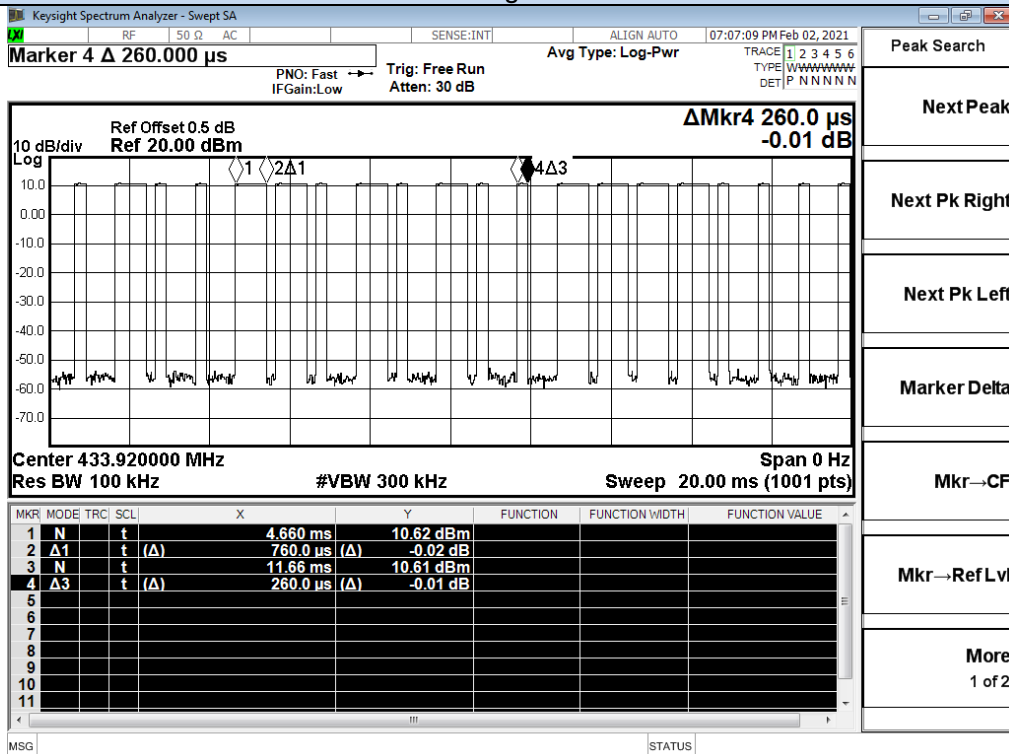 Keysight Spectrum Analyzer - Swept SA
LXI RF 50 Ω AC SENSE:INT ALIGN AUTO 07:07:09 PM Feb 02, 2021
Marker 4 Δ 260.000 µs
PNO: Fast
IFGain:Low
Trig: Free Run
Atten: 30 dB
Avg Type: Log-Pwr
TRACE 1 2 3 4 5 6
TYPE WWWWWW
DET P N N N N N
Ref Offset 0.5 dB
10 dB/div Ref 20.00 dBm
Log
ΔMkr4 260.0 µs
-0.01 dB
1 2Δ1 4Δ3
10.0
0.00
-10.0
-20.0
-30.0
-40.0
-50.0
-60.0
-70.0
Center 433.920000 MHz Span 0 Hz
Res BW 100 kHz #VBW 300 kHz Sweep 20.00 ms (1001 pts)
MKR MODE TRC SCL X Y FUNCTION FUNCTION WIDTH FUNCTION VALUE
1 N t 4.660 ms 10.62 dBm
2 Δ1 t (Δ) 760.0 µs (Δ) -0.02 dB
3 N t 11.66 ms 10.61 dBm
4 Δ3 t (Δ) 260.0 µs (Δ) -0.01 dB
5
6
7
8
9
10
11
MSG STATUS
Peak Search
Next Peak
Next Pk Right
Next Pk Left
Marker Delta
Mkr→CF
Mkr→Ref Lvl
More
1 of 2